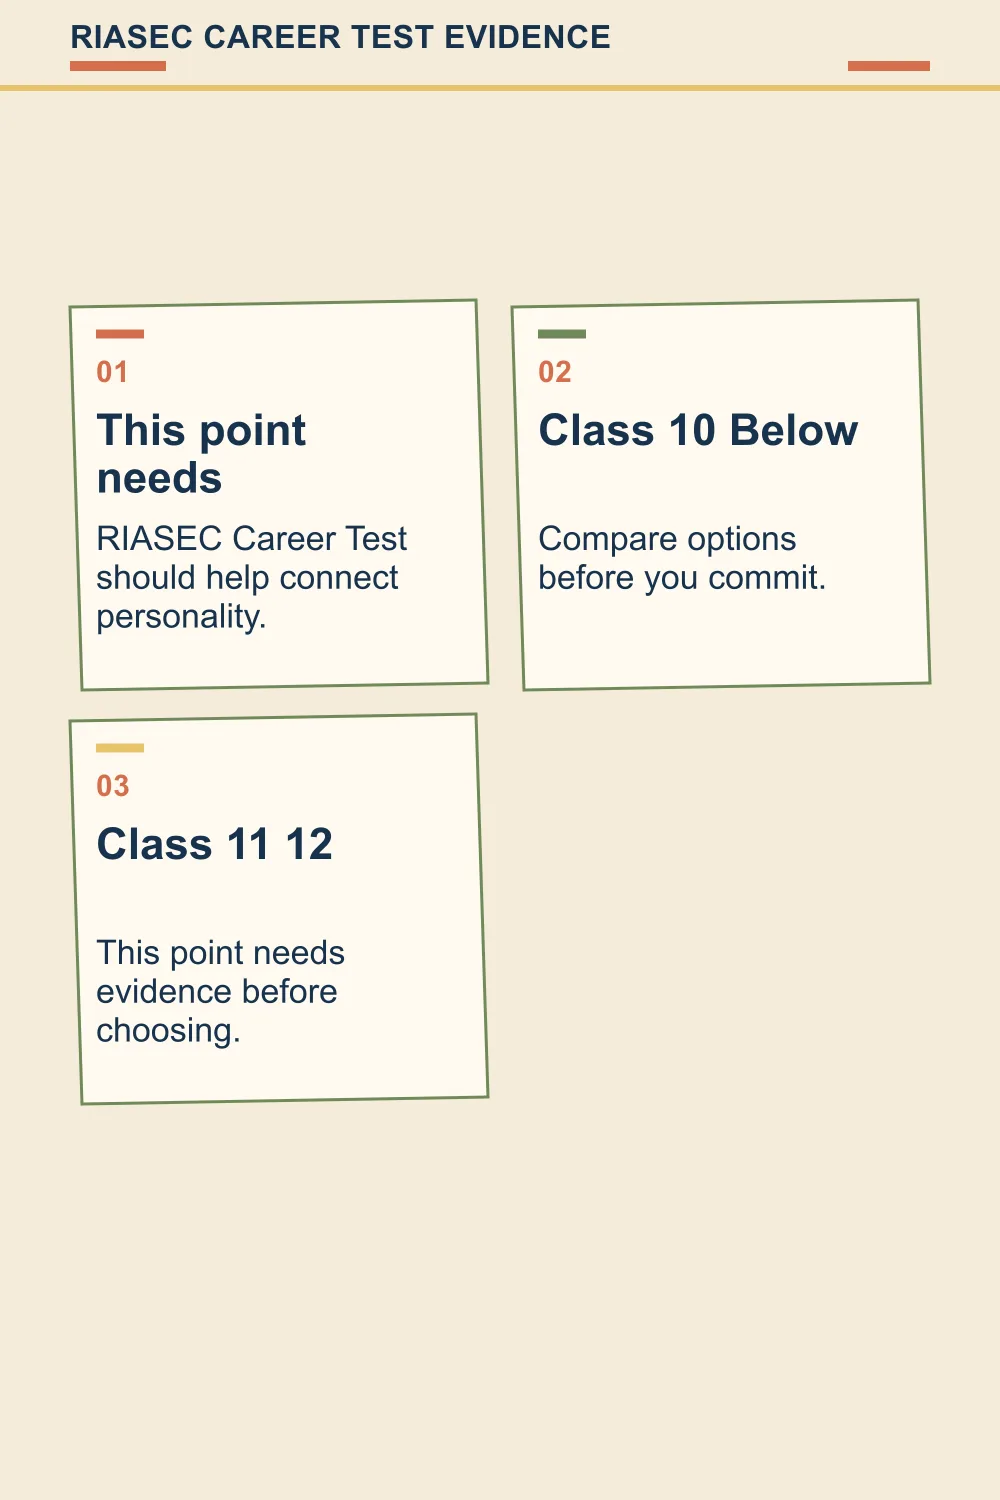 RIASEC CAREER TEST EVIDENCE
01
This point
needs
RIASEC Career Test
should help connect
personality.
02
Class 10 Below
Compare options
before you commit.
03
Class 11 12
This point needs
evidence before
choosing.